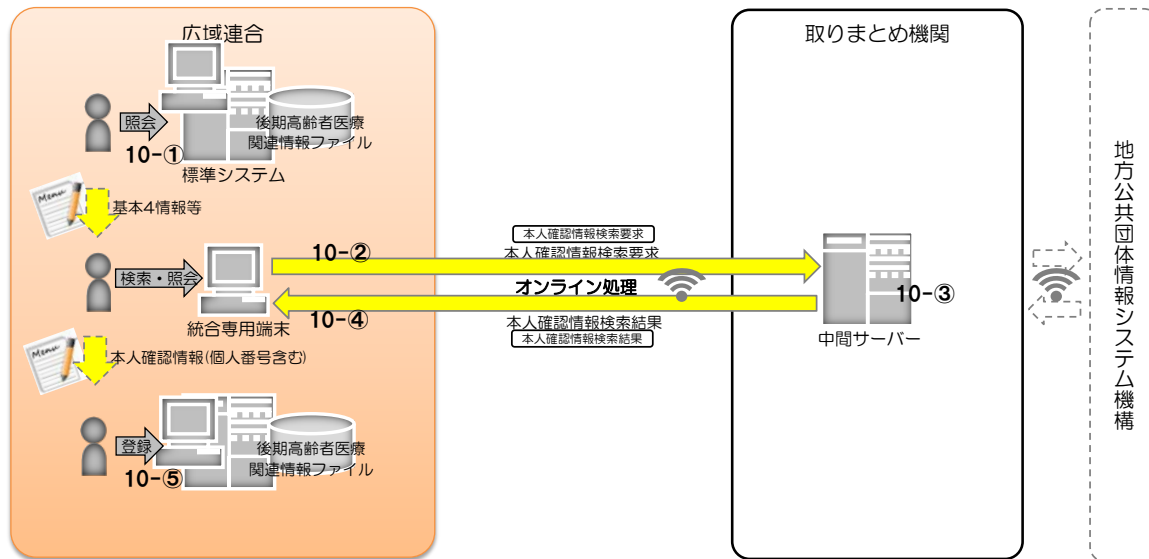 広域連合
照会
10-①
後期高齢者医療
関連情報ファイル
標準システム
Menu
基本4情報等
検索・照会
統合専用端末
10-②
本人確認情報検索要求
本人確認情報検索要求
オンライン処理
10-④
本人確認情報検索結果
本人確認情報検索結果
Menu
本人確認情報(個人番号含む)
登録
10-⑤
後期高齢者医療
関連情報ファイル
取りまとめ機関
10-③
中間サーバー
地方公共団体情報システム機構